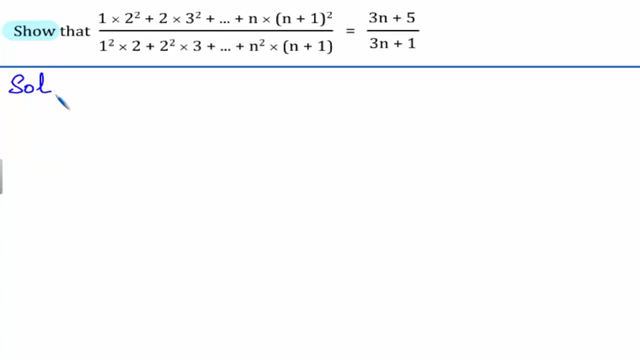 Show that (1 × 2² + 2 × 3² + ... + n × (n + 1)²) / (1² × 2 + 2² × 3 + ... + n² × (n + 1)) = (3n + 5) / (3n + 1)
Sol